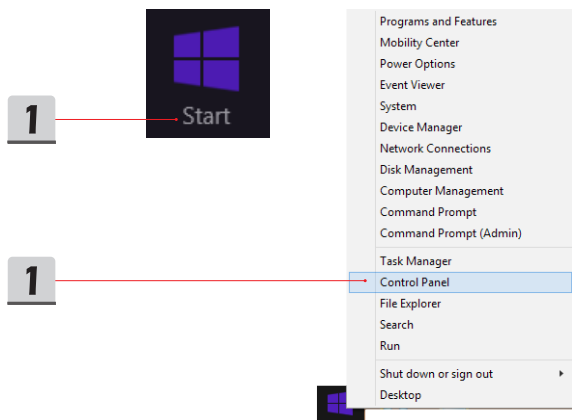 1
Start
Programs and Features
Mobility Center
Power Options
Event Viewer
System
Device Manager
Network Connections
Disk Management
Computer Management
Command Prompt
Command Prompt (Admin)
Task Manager
1
Control Panel
File Explorer
Search
Run
Shut down or sign out
Desktop